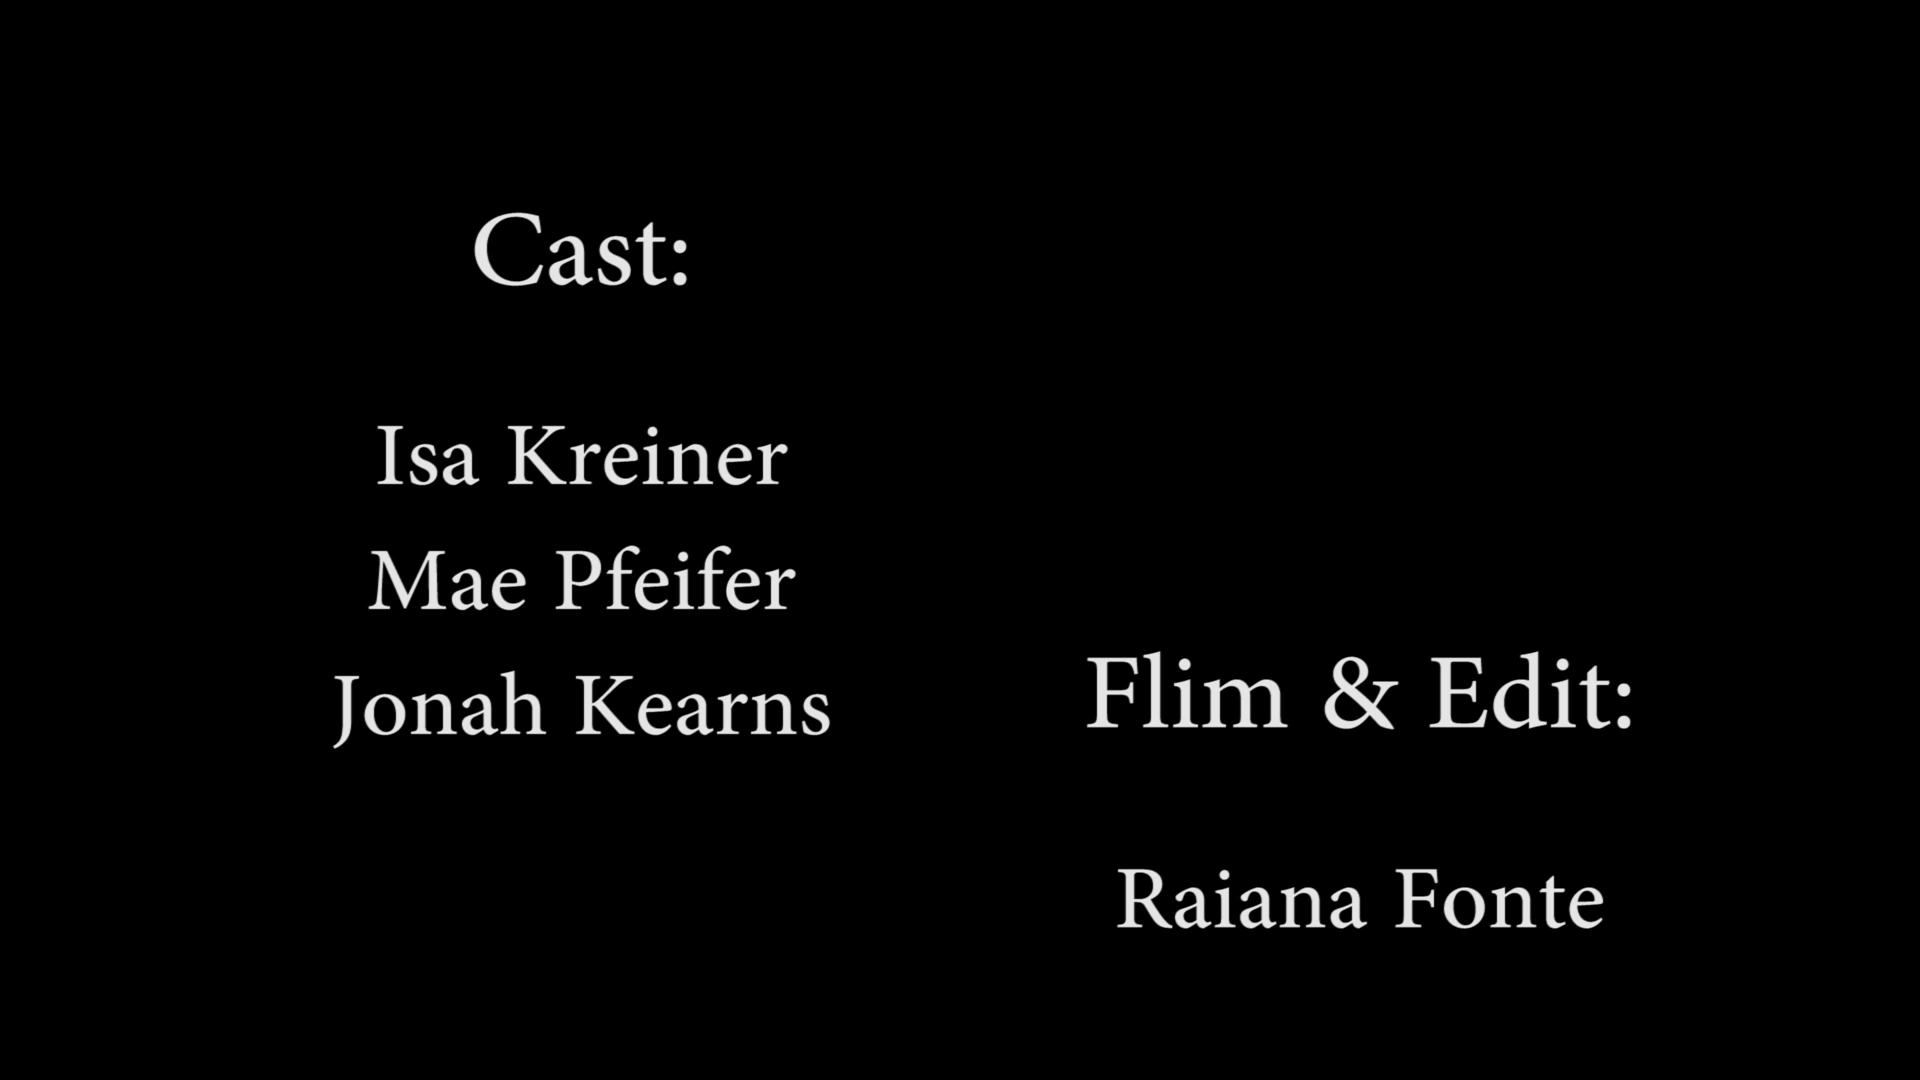 Cast:
Isa Kreiner
Mae Pfeifer
Jonah Kearns
Flim & Edit:
Raiana Fonte